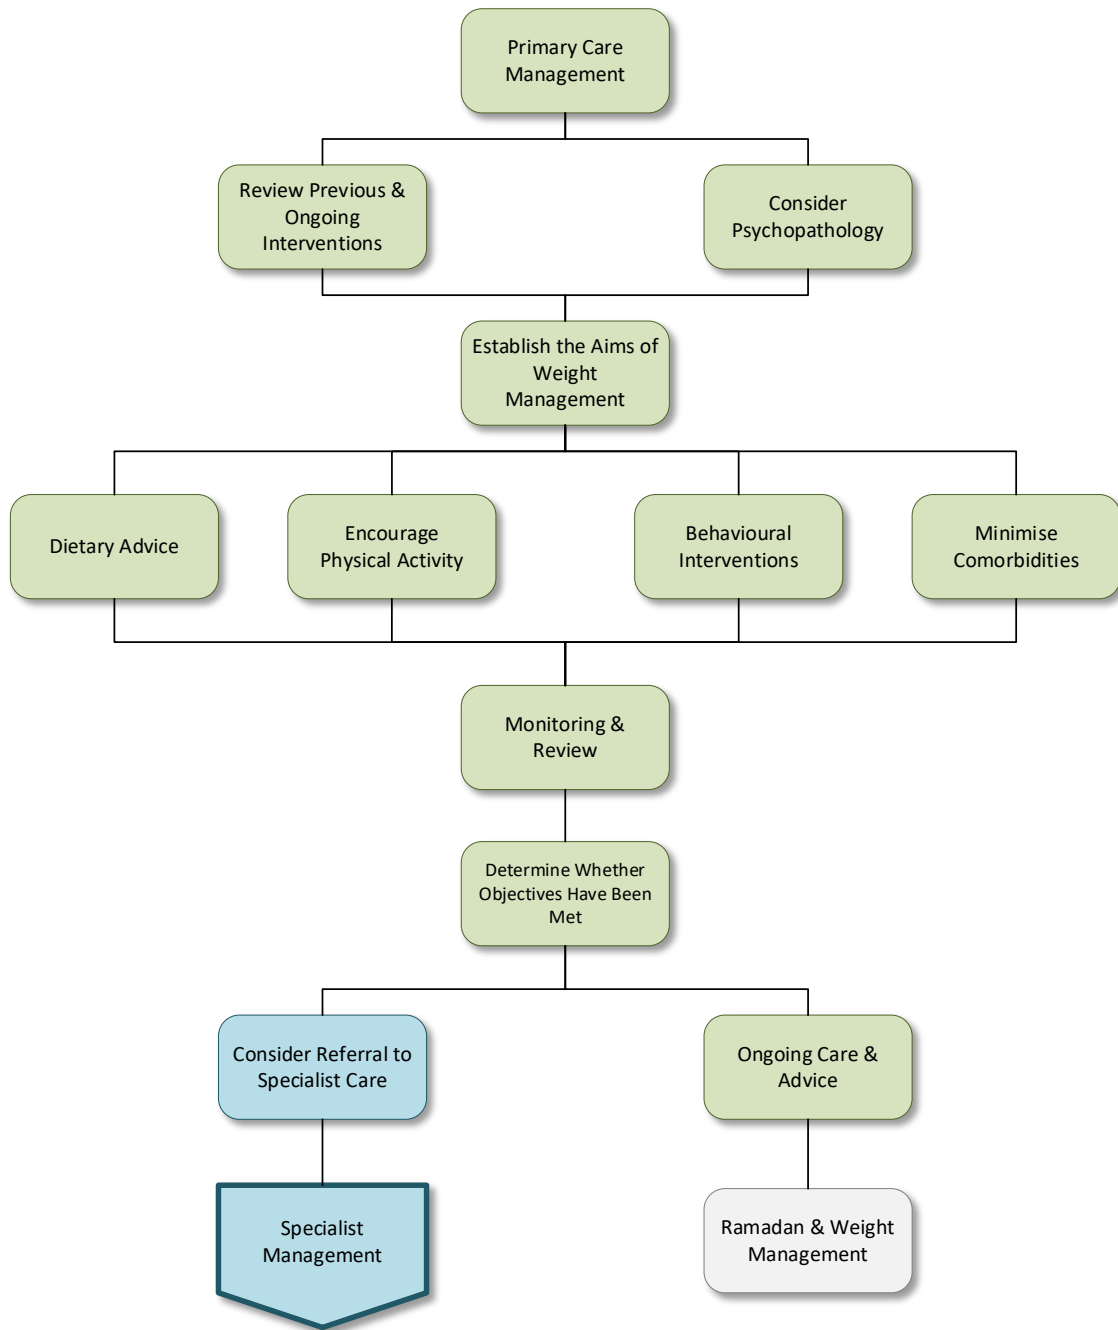 Primary Care
Management
Review Previous &
Ongoing
Interventions
Consider
Psychopathology
Establish the Aims of
Weight
Management
Dietary Advice
Encourage
Physical Activity
Behavioural
Interventions
Minimise
Comorbidities
Monitoring &
Review
Determine Whether
Objectives Have Been
Met
Consider Referral to
Specialist Care
Ongoing Care &
Advice
Specialist
Management
Ramadan & Weight
Management